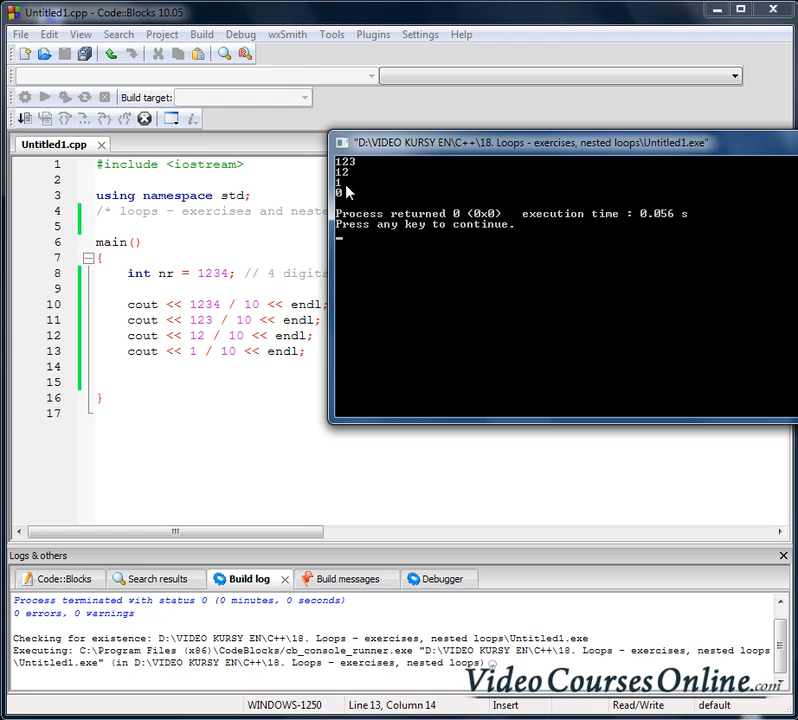 Untitled1.cpp - Code::Blocks 10.05
File Edit View Search Project Build Debug wxSmith Tools Plugins Settings Help
Build target:
Untitled1.cpp
"D:\VIDEO KURSY EN\C++\18. Loops - exercises, nested loops\Untitled1.exe"
123
12
1
0
Process returned 0 (0x0) execution time : 0.056 s
Press any key to continue.
1 #include <iostream>
2
3 using namespace std;
4 /* loops - exercises and neste
5
6 main()
7 {
8 int nr = 1234; // 4 digits
9
10 cout << 1234 / 10 << endl;
11 cout << 123 / 10 << endl;
12 cout << 12 / 10 << endl;
13 cout << 1 / 10 << endl;
14
15
16 }
17
Logs & others
Code::Blocks Search results Build log Build messages Debugger
Process terminated with status 0 (0 minutes, 0 seconds)
0 errors, 0 warnings
Checking for existence: D:\VIDEO KURSY EN\C++\18. Loops - exercises, nested loops\Untitled1.exe
Executing: C:\Program Files (x86)\CodeBlocks/cb_console_runner.exe "D:\VIDEO KURSY EN\C++\18. Loops - exercises, nested loops
\Untitled1.exe" (in D:\VIDEO KURSY EN\C++\18. Loops - exercises, nested loops)
VideoCoursesOnline.com
WINDOWS-1250 Line 13, Column 14 Insert Read/Write default